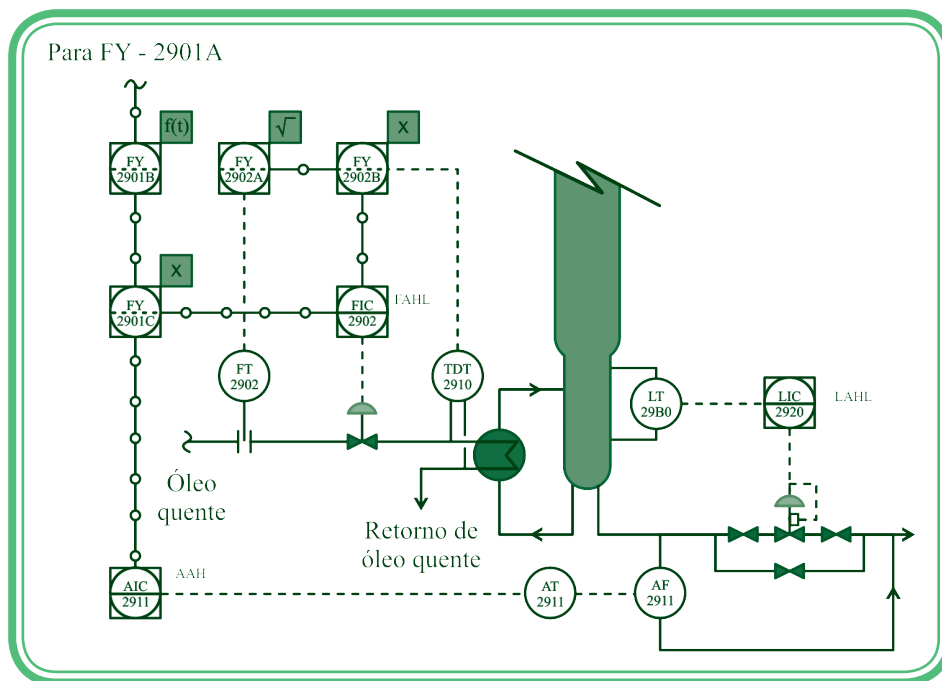 Para FY - 2901A
f(t)
√
X
FY
2901B
FY
2902A
FY
2902B
X
FY
2901C
FIC
2902
FAHL
FT
2902
TDT
2910
LT
29B0
LIC
2920
LAHL
Óleo
quente
Retorno de
óleo quente
AAH
AIC
2911
AT
2911
AF
2911